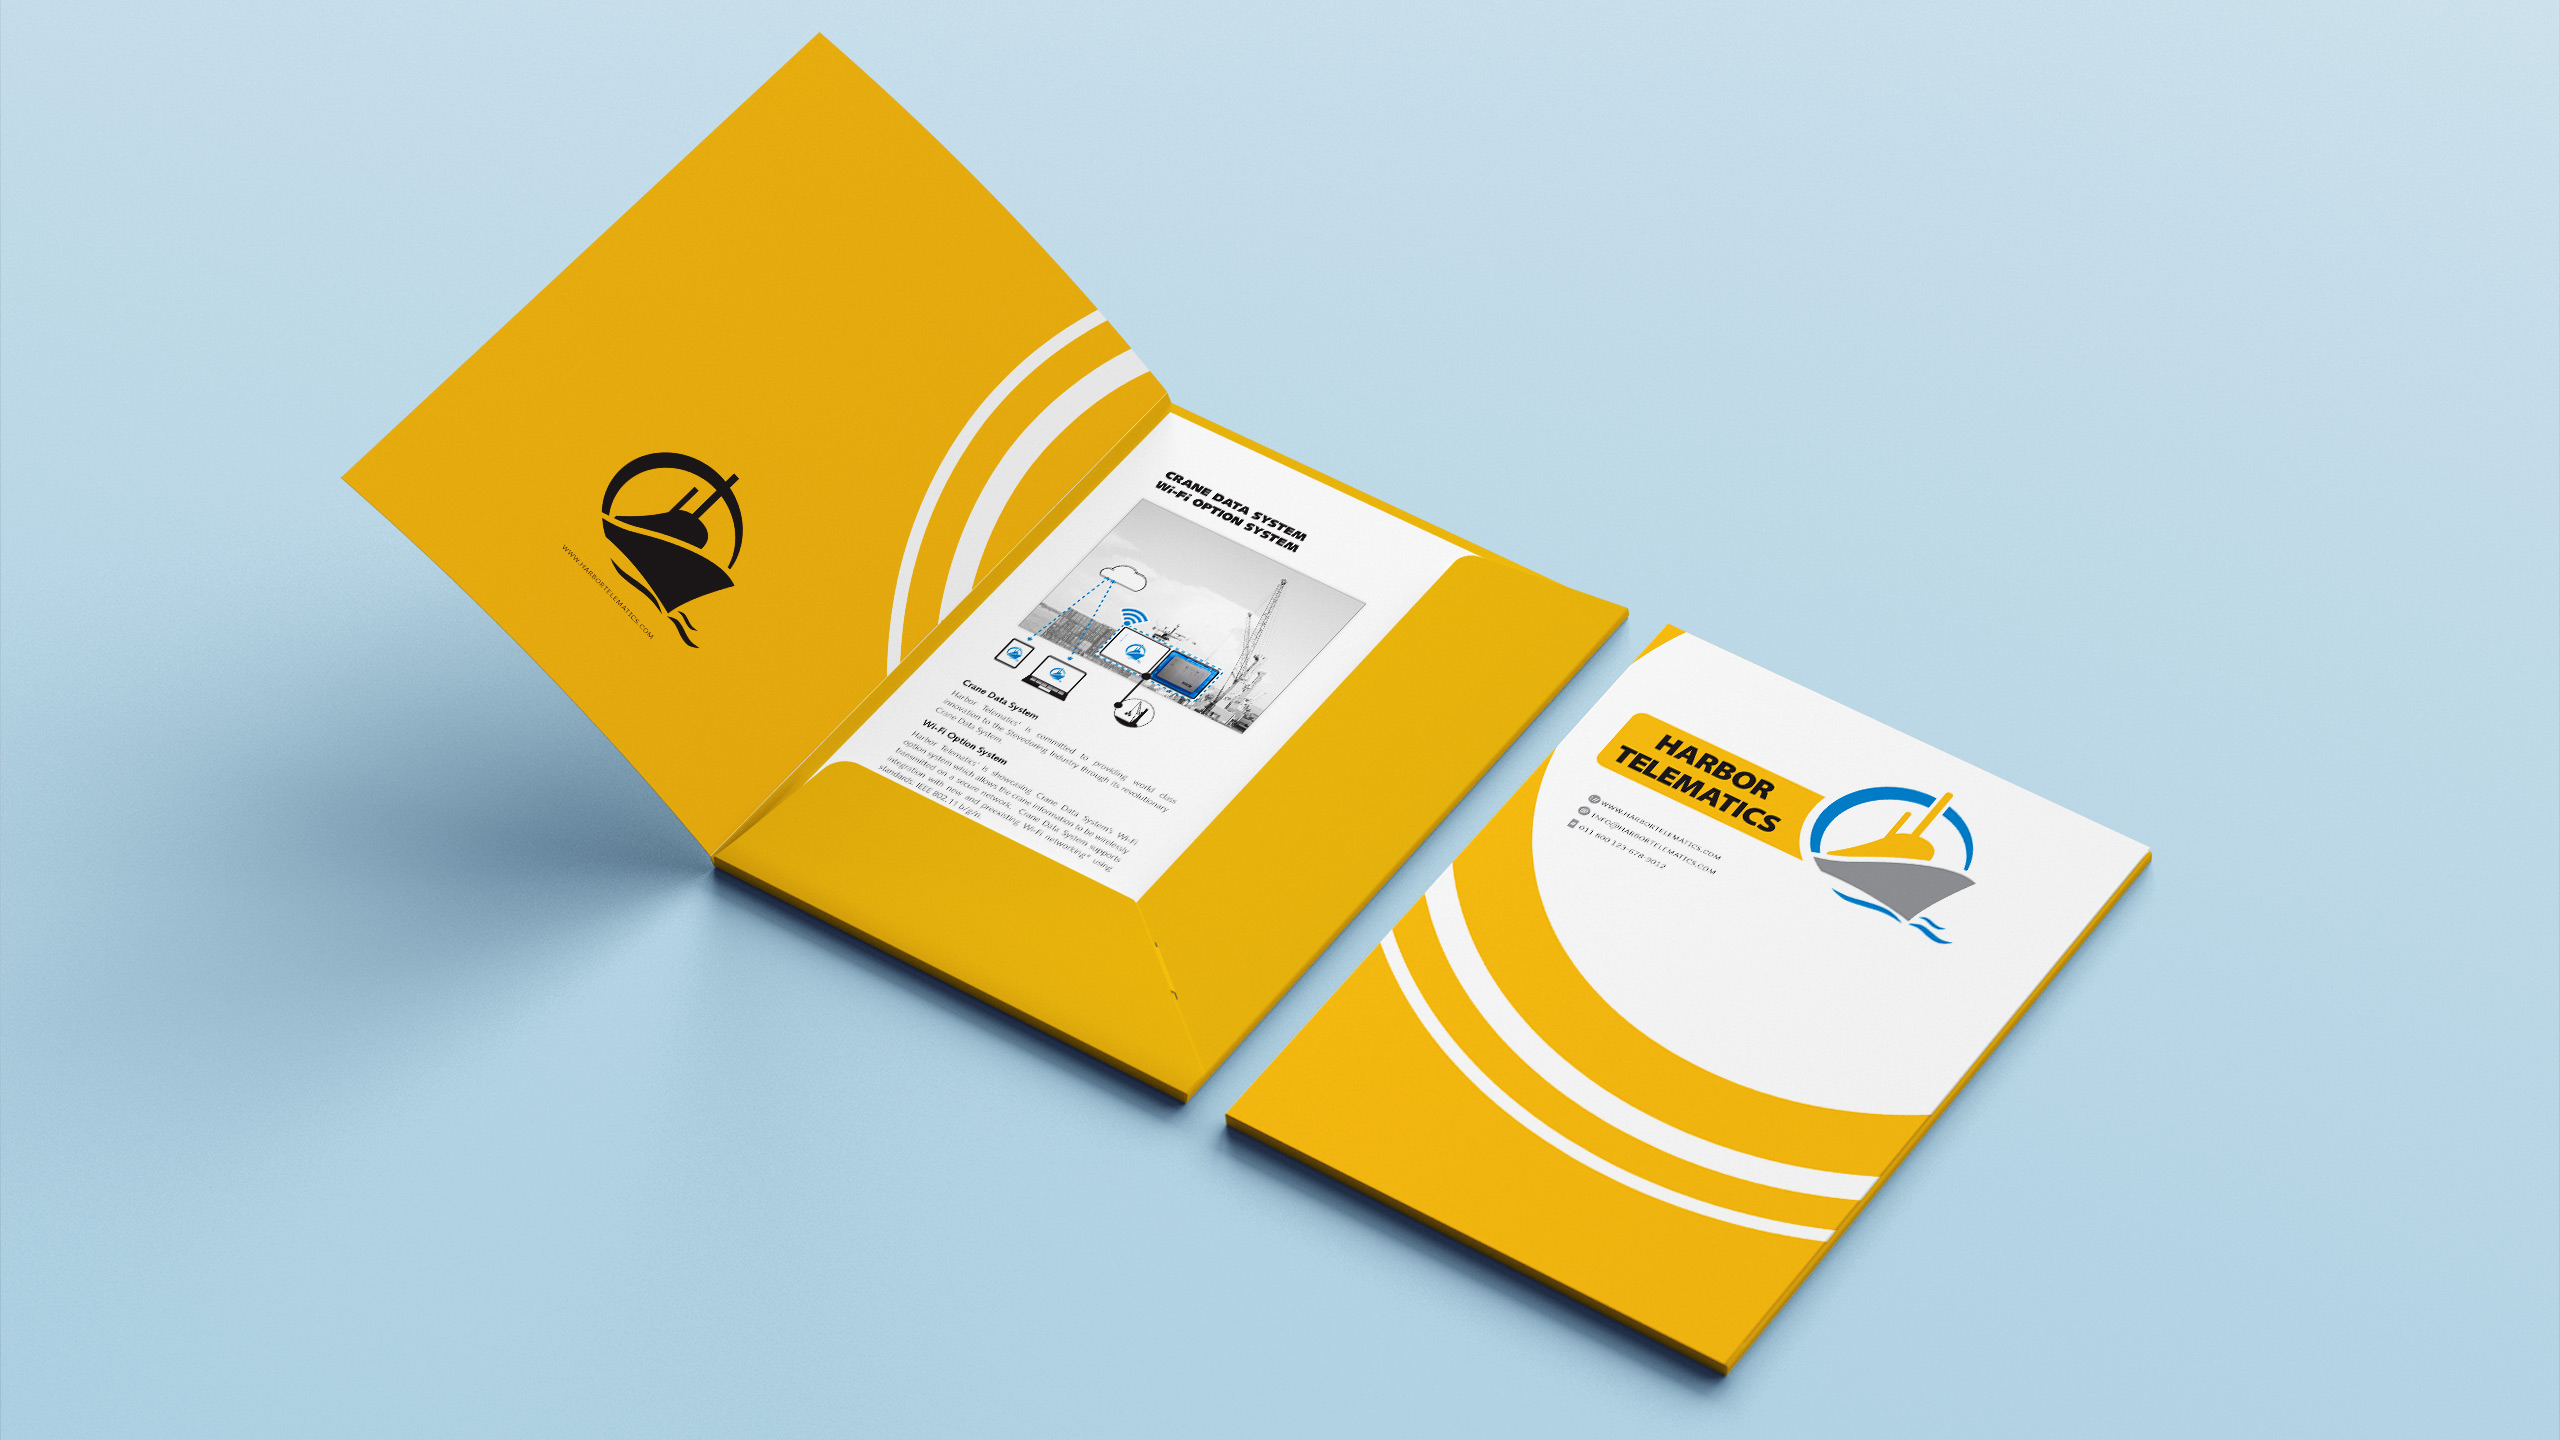 WWW.HARBORTELEMATICS.COM
CRANE DATA SYSTEM
Wi-Fi OPTION SYSTEM
Crane Data System
Harbor Telematics' is committed to providing world class
innovation to the Stevedoring Industry through its revolutionary
Crane Data System.
Wi-Fi Option System
Harbor Telematics' is showcasing Crane Data System's Wi-Fi
option system which allows the crane information to be wirelessly
transmitted on a secure network. Crane Data System supports
integration with new and preexisting Wi-Fi networking* using
standards: IEEE 802.11 b/g/n.
HARBOR
TELEMATICS
WWW.HARBORTELEMATICS.COM
INFO@HARBORTELEMATICS.COM
011 800 123-678-9012